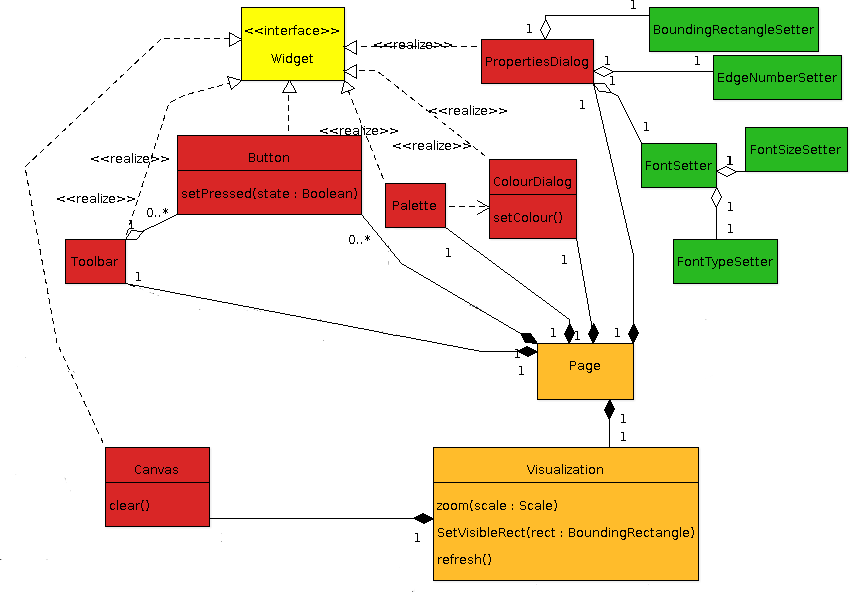 1
<<interface>>
Widget
1
BoundingRectangleSetter
<<realize>>
PropertiesDialog
1
1
1
EdgeNumberSetter
1
<<realize>>
<<realize>>
1
FontSizeSetter
Button
<<realize>>
<<realize>>
FontSetter
1
setPressed(state : Boolean)
ColourDialog
<<realize>>
Palette
setColour()
1
0..*
1
1
0..*
1
1
Toolbar
FontTypeSetter
1
1
1
1
1
1
1
Page
1
1
Canvas
Visualization
clear()
zoom(scale : Scale)
SetVisibleRect(rect : BoundingRectangle)
1
refresh()